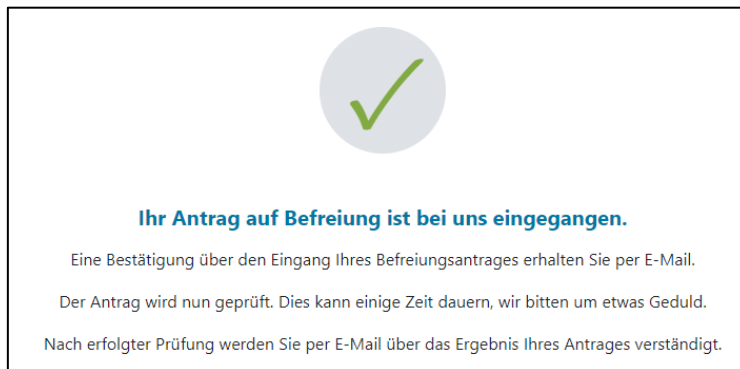 Ihr Antrag auf Befreiung ist bei uns eingegangen.
Eine Bestätigung über den Eingang Ihres Befreiungsantrages erhalten Sie per E-Mail.
Der Antrag wird nun geprüft. Dies kann einige Zeit dauern, wir bitten um etwas Geduld.
Nach erfolgter Prüfung werden Sie per E-Mail über das Ergebnis Ihres Antrages verständigt.